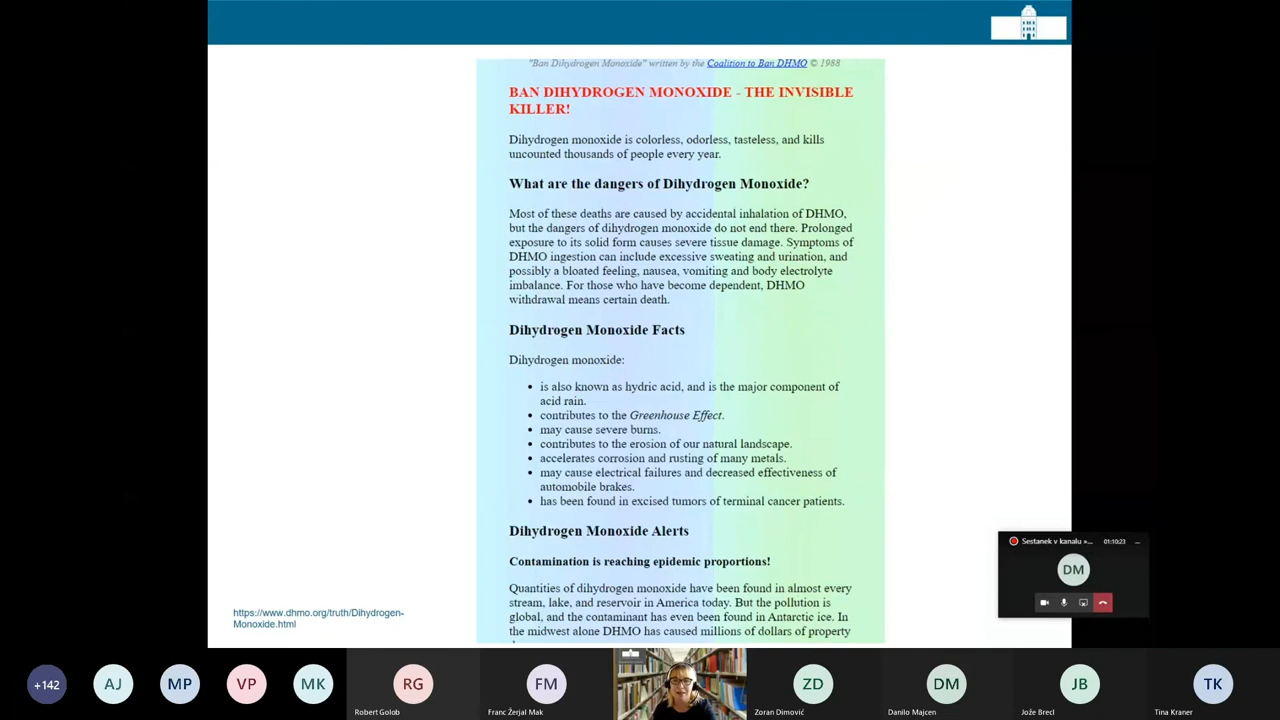 "Ban Dihydrogen Monoxide" written by the Coalition to Ban DHMO © 1988
BAN DIHYDROGEN MONOXIDE - THE INVISIBLE
KILLER!
Dihydrogen monoxide is colorless, odorless, tasteless, and kills
uncounted thousands of people every year.
What are the dangers of Dihydrogen Monoxide?
Most of these deaths are caused by accidental inhalation of DHMO,
but the dangers of dihydrogen monoxide do not end there. Prolonged
exposure to its solid form causes severe tissue damage. Symptoms of
DHMO ingestion can include excessive sweating and urination, and
possibly a bloated feeling, nausea, vomiting and body electrolyte
imbalance. For those who have become dependent, DHMO
withdrawal means certain death.
Dihydrogen Monoxide Facts
Dihydrogen monoxide:
• is also known as hydric acid, and is the major component of
acid rain.
• contributes to the Greenhouse Effect.
• may cause severe burns.
• contributes to the erosion of our natural landscape.
• accelerates corrosion and rusting of many metals.
• may cause electrical failures and decreased effectiveness of
automobile brakes.
• has been found in excised tumors of terminal cancer patients.
Dihydrogen Monoxide Alerts
Contamination is reaching epidemic proportions!
Quantities of dihydrogen monoxide have been found in almost every
stream, lake, and reservoir in America today. But the pollution is
global, and the contaminant has even been found in Antarctic ice. In
the midwest alone DHMO has caused millions of dollars of property
https://www.dhmo.org/truth/Dihydrogen-
Monoxide.html
Sestanek v kanalu »... 01:10:23 ...
DM
+142 AJ MP VP MK RG FM ZD DM JB TK
Robert Golob Franc Žerjal Mak Zoran Dimović Danilo Majcen Jože Brecl Tina Kraner